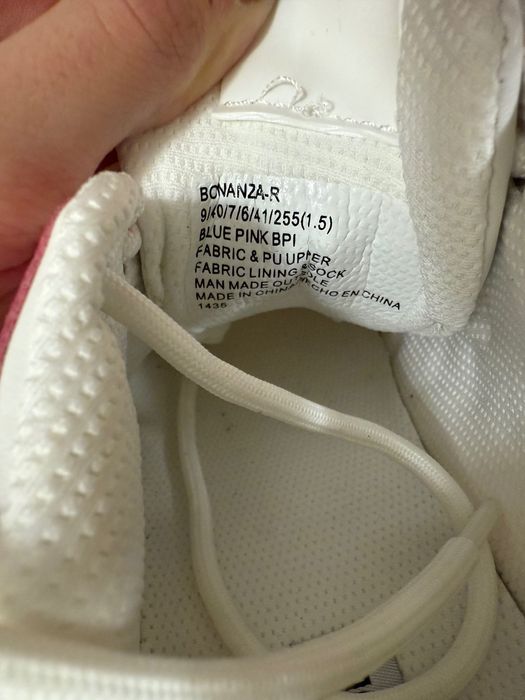 BONANZA-R
9/40/7/6/41/255(1.5)
BLUE PINK BPI
FABRIC & PU UPPER
FABRIC LINING & SOCK
MAN MADE OUTSOLE
MADE IN CHINA/HECHO EN CHINA
1435